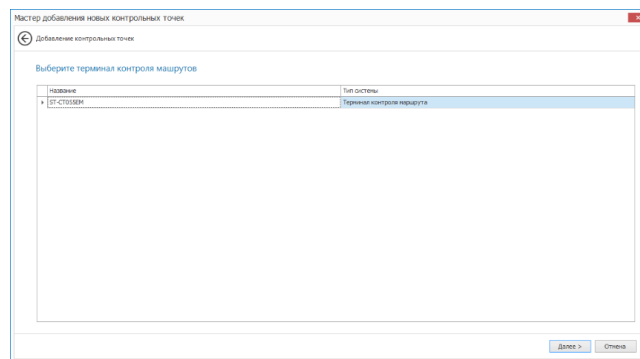 Мастер добавления новых контрольных точек
Добавление контрольных точек
Выберите терминал контроля машрутов
Название Тип системы
ST-CT05BEM Терминал контроля маршрута
Далее > Отмена